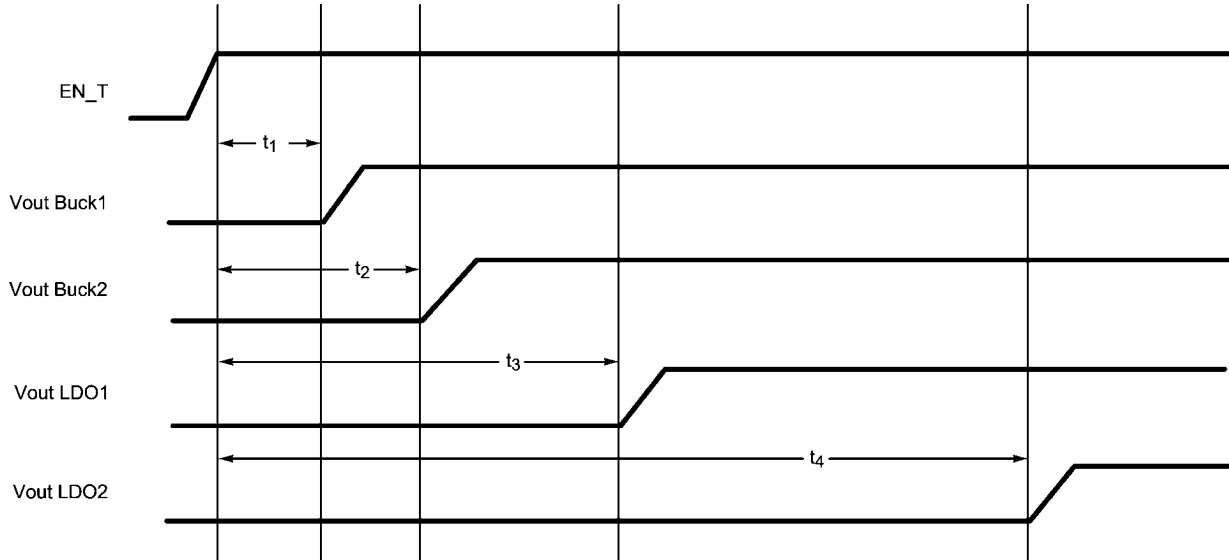 EN_T
t1
Vout Buck1
t2
Vout Buck2
t3
Vout LDO1
t4
Vout LDO2